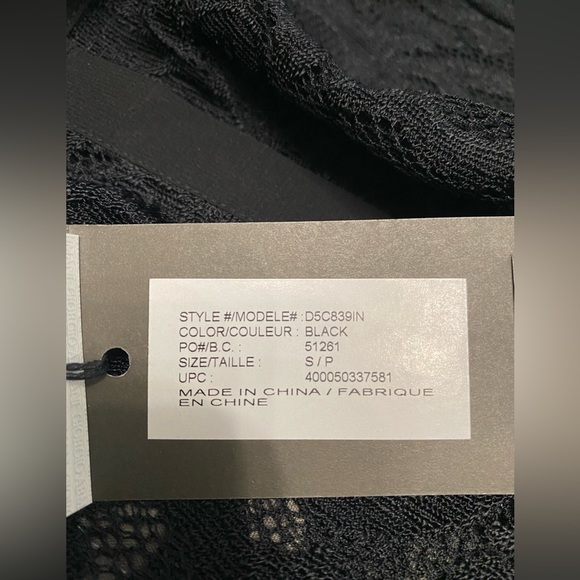 STYLE #/MODELE# : D5C839IN
COLOR/COULEUR : BLACK
PO#/B.C. : 51261
SIZE/TAILLE : S / P
UPC : 400050337581
MADE IN CHINA / FABRIQUE
EN CHINE